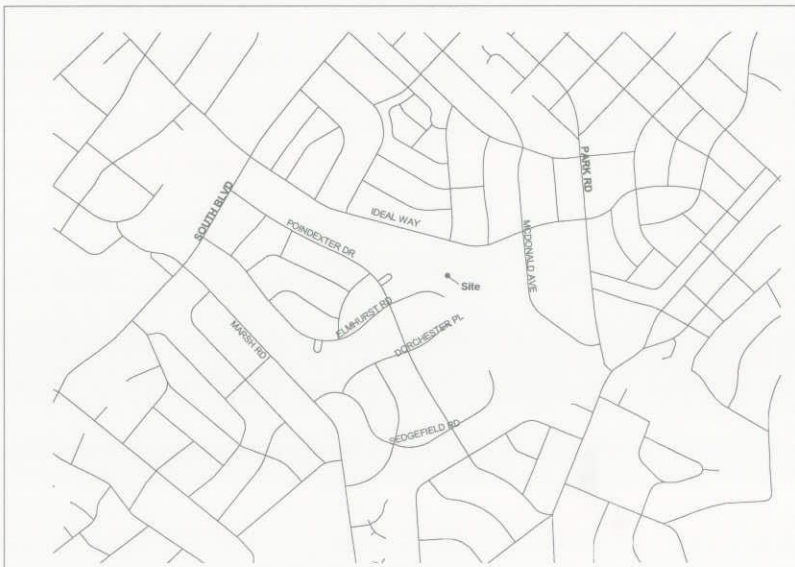 PARK RD
SOUTH BLVD
IDEAL WAY
POINDEXTER DR
MCDONALD AVE
Site
ELMHURST RD
MARSH RD
DORCHESTER PL
SEDGEFIELD RD